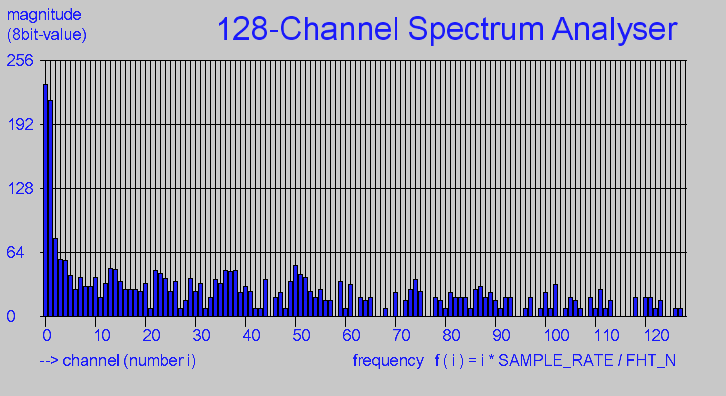 magnitude
(8bit-value)
128-Channel Spectrum Analyser
256
192
128
64
0
0 10 20 30 40 50 60 70 80 90 100 110 120
--> channel (number i)
frequency f ( i ) = i * SAMPLE_RATE / FHT_N